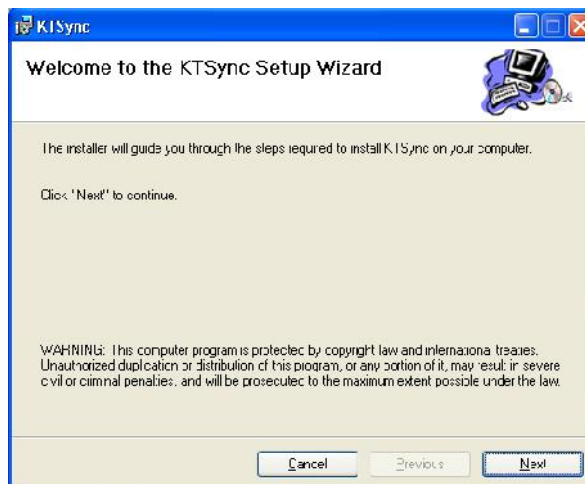 KTSync
Welcome to the KTSync Setup Wizard
The installer will guide you through the steps required to install KTSync on your computer.
Click "Next" to continue.
WARNING: This computer program is protected by copyright law and international treaties.
Unauthorized duplication or distribution of this program, or any portion of it, may result in severe
civil or criminal penalties, and will be prosecuted to the maximum extent possible under the law.
Cancel
Previous
Next